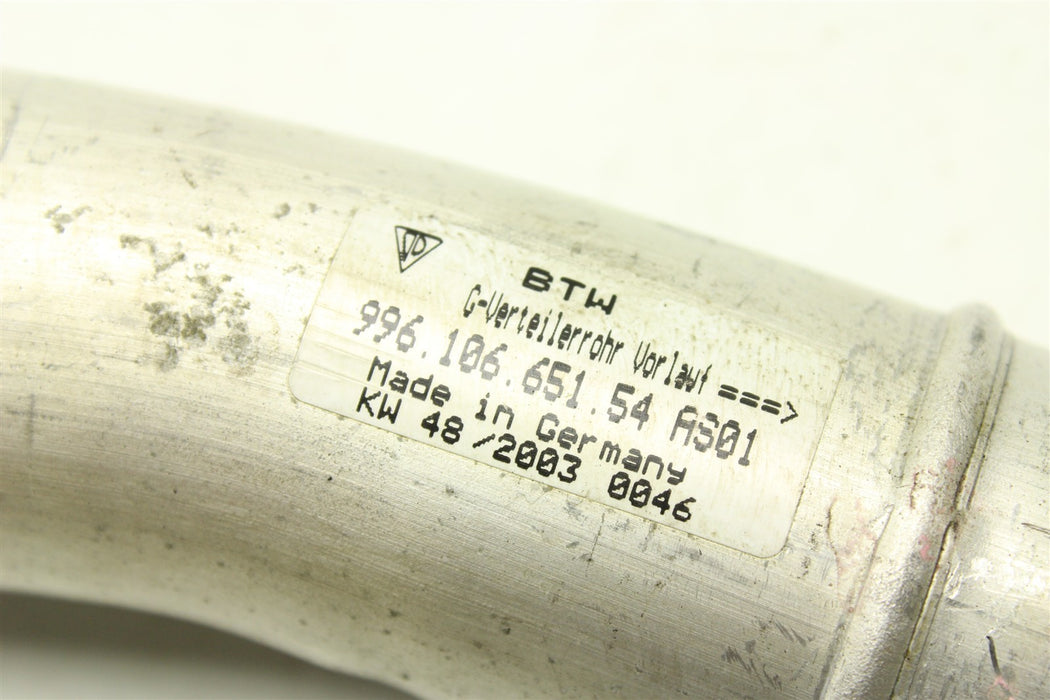 BTW
G-Verteilerrohr Vorlauf ===>
996.106.651.54 AS01
Made in Germany
KW 48/2003 0046